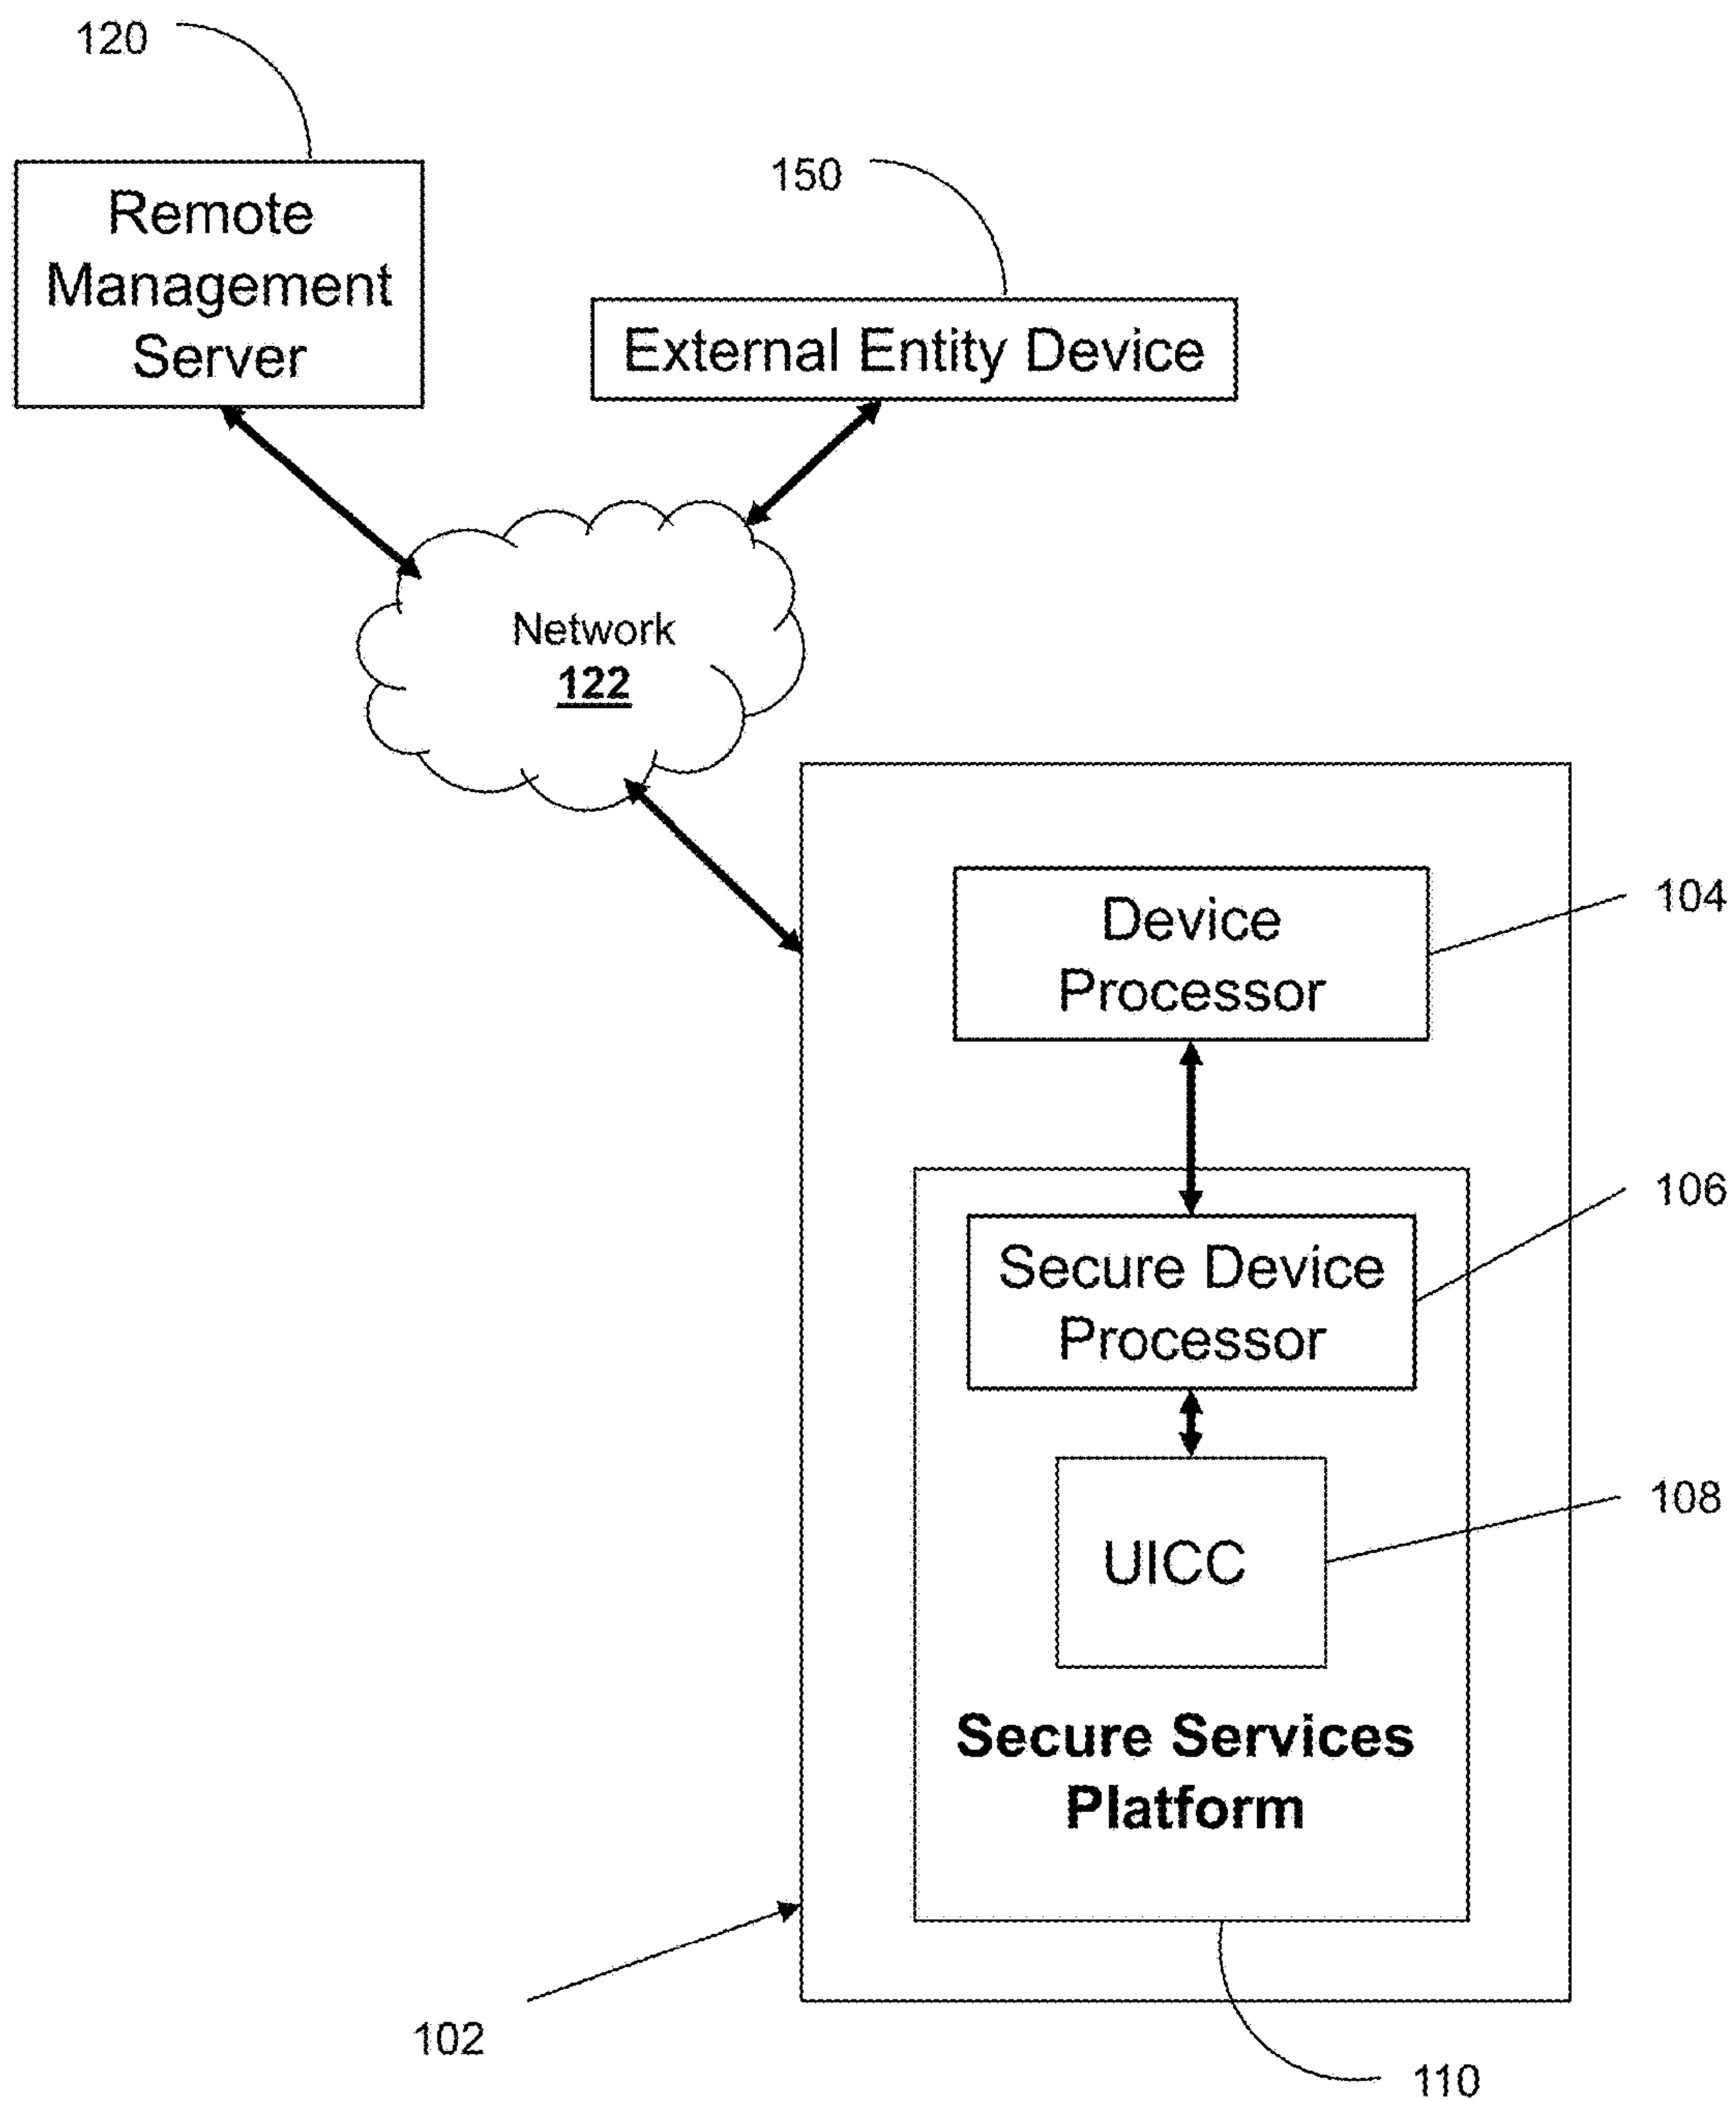 120
Remote
Management
Server
150
External Entity Device
Network
122
Device
Processor
104
Secure Device
Processor
106
UICC
108
Secure Services
Platform
102
110